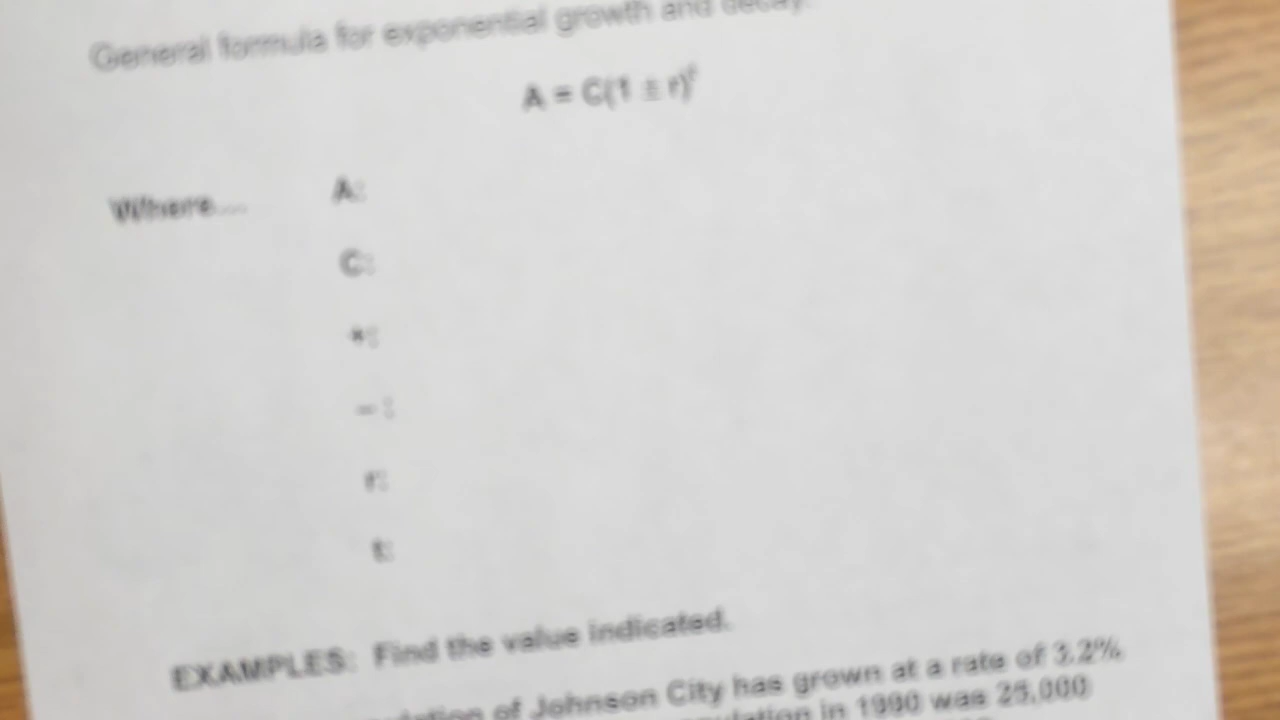 General formula for exponential growth and decay.
A = C(1 ± r)^t
Where.... A:
C:
+:
– :
r:
t:
EXAMPLES: Find the value indicated.
of Johnson City has grown at a rate of 3.2%
in 1990 was 25,000